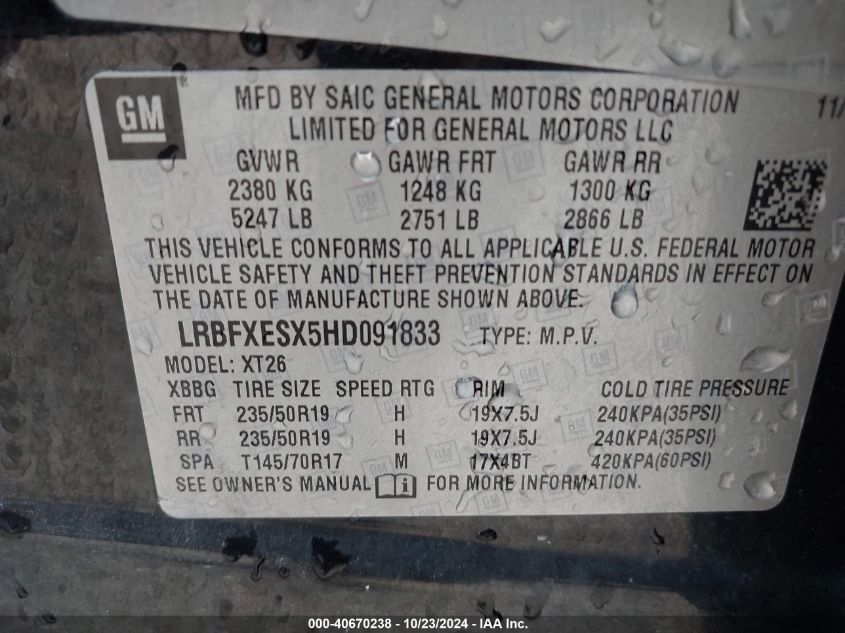 GM ®
MFD BY SAIC GENERAL MOTORS CORPORATION 11/
LIMITED FOR GENERAL MOTORS LLC
GVWR GAWR FRT GAWR RR
2380 KG 1248 KG 1300 KG
5247 LB 2751 LB 2866 LB
THIS VEHICLE CONFORMS TO ALL APPLICABLE U.S. FEDERAL MOTOR
VEHICLE SAFETY AND THEFT PREVENTION STANDARDS IN EFFECT ON
THE DATE OF MANUFACTURE SHOWN ABOVE.
LRBFXESX5HD091833 TYPE: M.P.V.
MODEL: XT26
XBBG TIRE SIZE SPEED RTG RIM COLD TIRE PRESSURE
FRT 235/50R19 H 19X7.5J 240KPA(35PSI)
RR 235/50R19 H 19X7.5J 240KPA(35PSI)
SPA T145/70R17 M 17X4BT 420KPA(60PSI)
SEE OWNER'S MANUAL i FOR MORE INFORMATION.
000-40670238 - 10/23/2024 - IAA Inc.